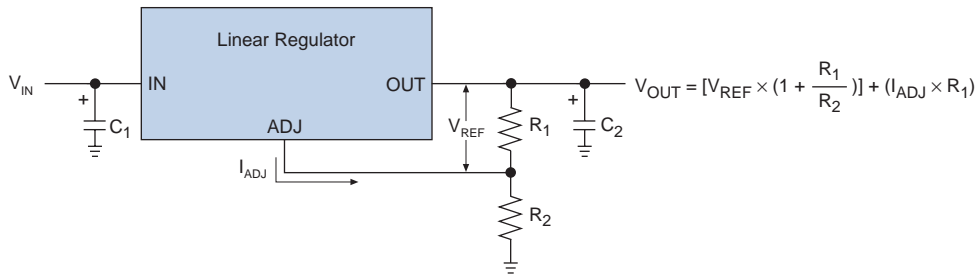 Linear Regulator
V_IN
IN
OUT
ADJ
+
C_1
V_REF
R_1
+
C_2
I_ADJ
R_2
V_OUT = [V_REF × (1 + R_1/R_2)] + (I_ADJ × R_1)